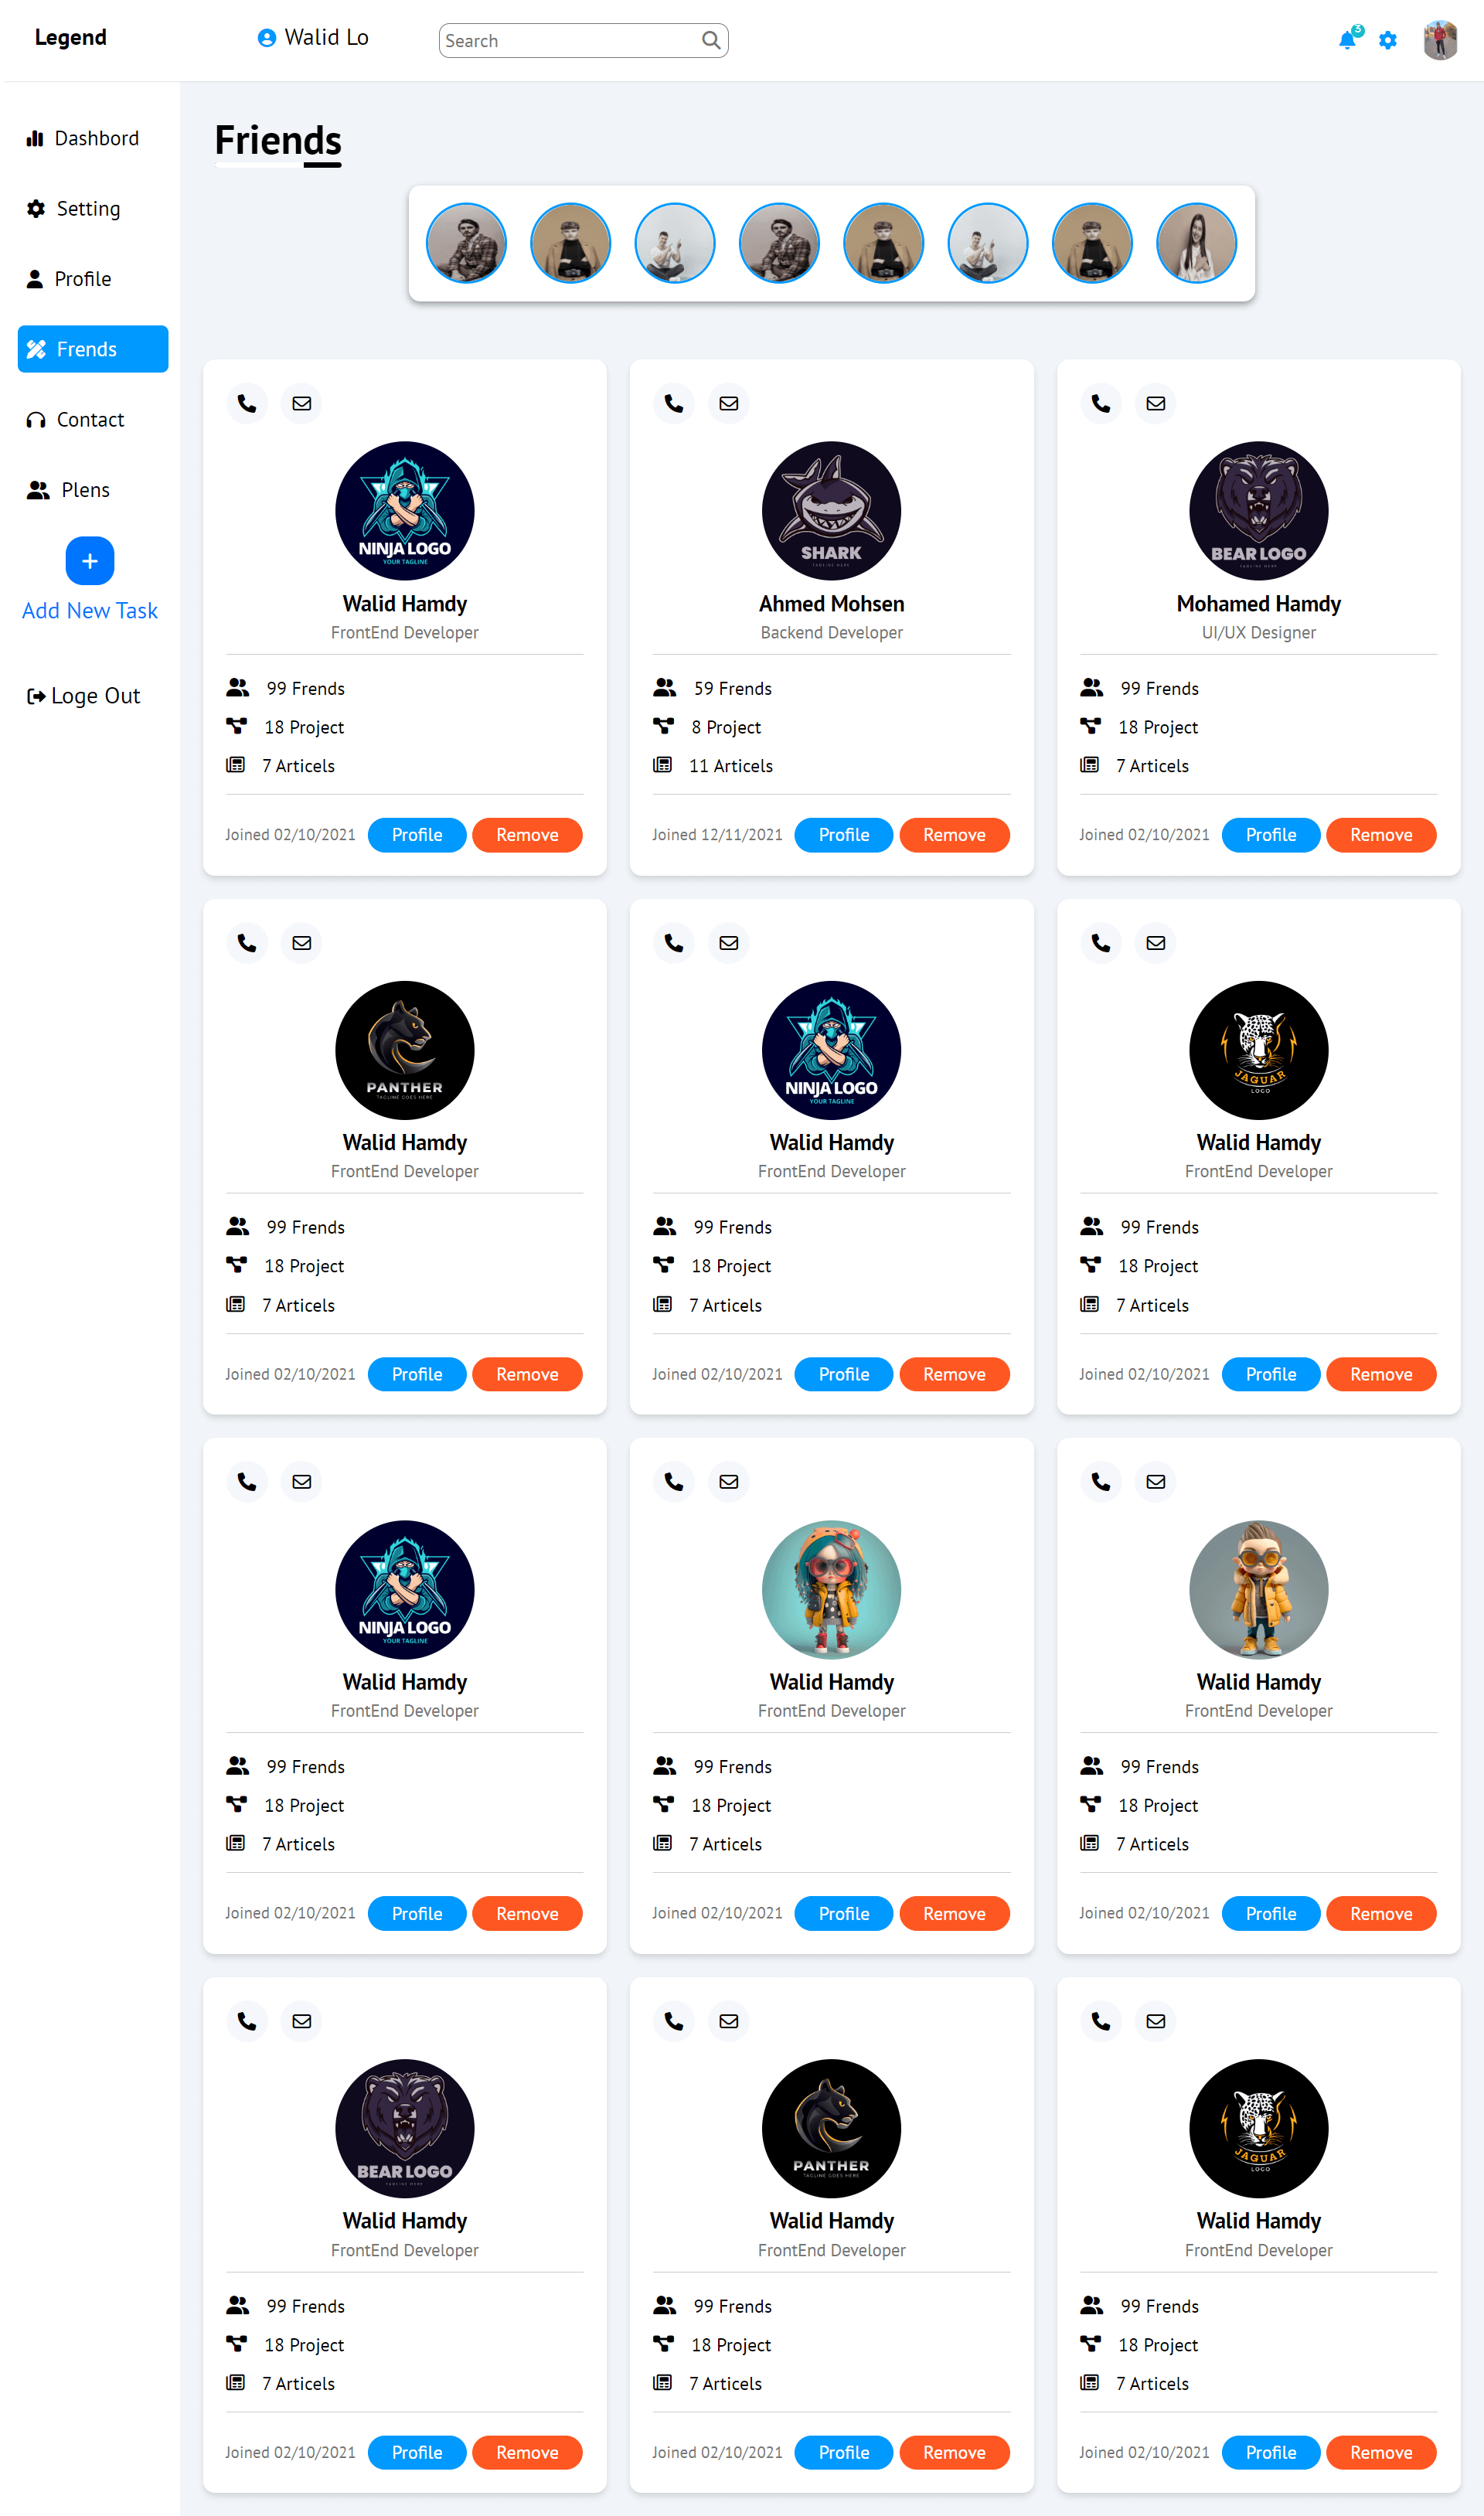 Legend
Walid Lo
Search
3
Dashbord
Setting
Profile
Frends
Contact
Plens
Add New Task
Loge Out
Friends
NINJA LOGO
YOUR TAGLINE
Walid Hamdy
FrontEnd Developer
99 Frends
18 Project
7 Articels
Joined 02/10/2021
Profile
Remove
SHARK
TAGLINE HERE
Ahmed Mohsen
Backend Developer
59 Frends
8 Project
11 Articels
Joined 12/11/2021
Profile
Remove
BEAR LOGO
TAGLINE HERE
Mohamed Hamdy
UI/UX Designer
99 Frends
18 Project
7 Articels
Joined 02/10/2021
Profile
Remove
PANTHER
TAGLINE GOES HERE
Walid Hamdy
FrontEnd Developer
99 Frends
18 Project
7 Articels
Joined 02/10/2021
Profile
Remove
NINJA LOGO
YOUR TAGLINE
Walid Hamdy
FrontEnd Developer
99 Frends
18 Project
7 Articels
Joined 02/10/2021
Profile
Remove
JAGUAR
LOGO
Walid Hamdy
FrontEnd Developer
99 Frends
18 Project
7 Articels
Joined 02/10/2021
Profile
Remove
NINJA LOGO
YOUR TAGLINE
Walid Hamdy
FrontEnd Developer
99 Frends
18 Project
7 Articels
Joined 02/10/2021
Profile
Remove
Walid Hamdy
FrontEnd Developer
99 Frends
18 Project
7 Articels
Joined 02/10/2021
Profile
Remove
Walid Hamdy
FrontEnd Developer
99 Frends
18 Project
7 Articels
Joined 02/10/2021
Profile
Remove
BEAR LOGO
TAGLINE HERE
Walid Hamdy
FrontEnd Developer
99 Frends
18 Project
7 Articels
Joined 02/10/2021
Profile
Remove
PANTHER
TAGLINE GOES HERE
Walid Hamdy
FrontEnd Developer
99 Frends
18 Project
7 Articels
Joined 02/10/2021
Profile
Remove
JAGUAR
LOGO
Walid Hamdy
FrontEnd Developer
99 Frends
18 Project
7 Articels
Joined 02/10/2021
Profile
Remove